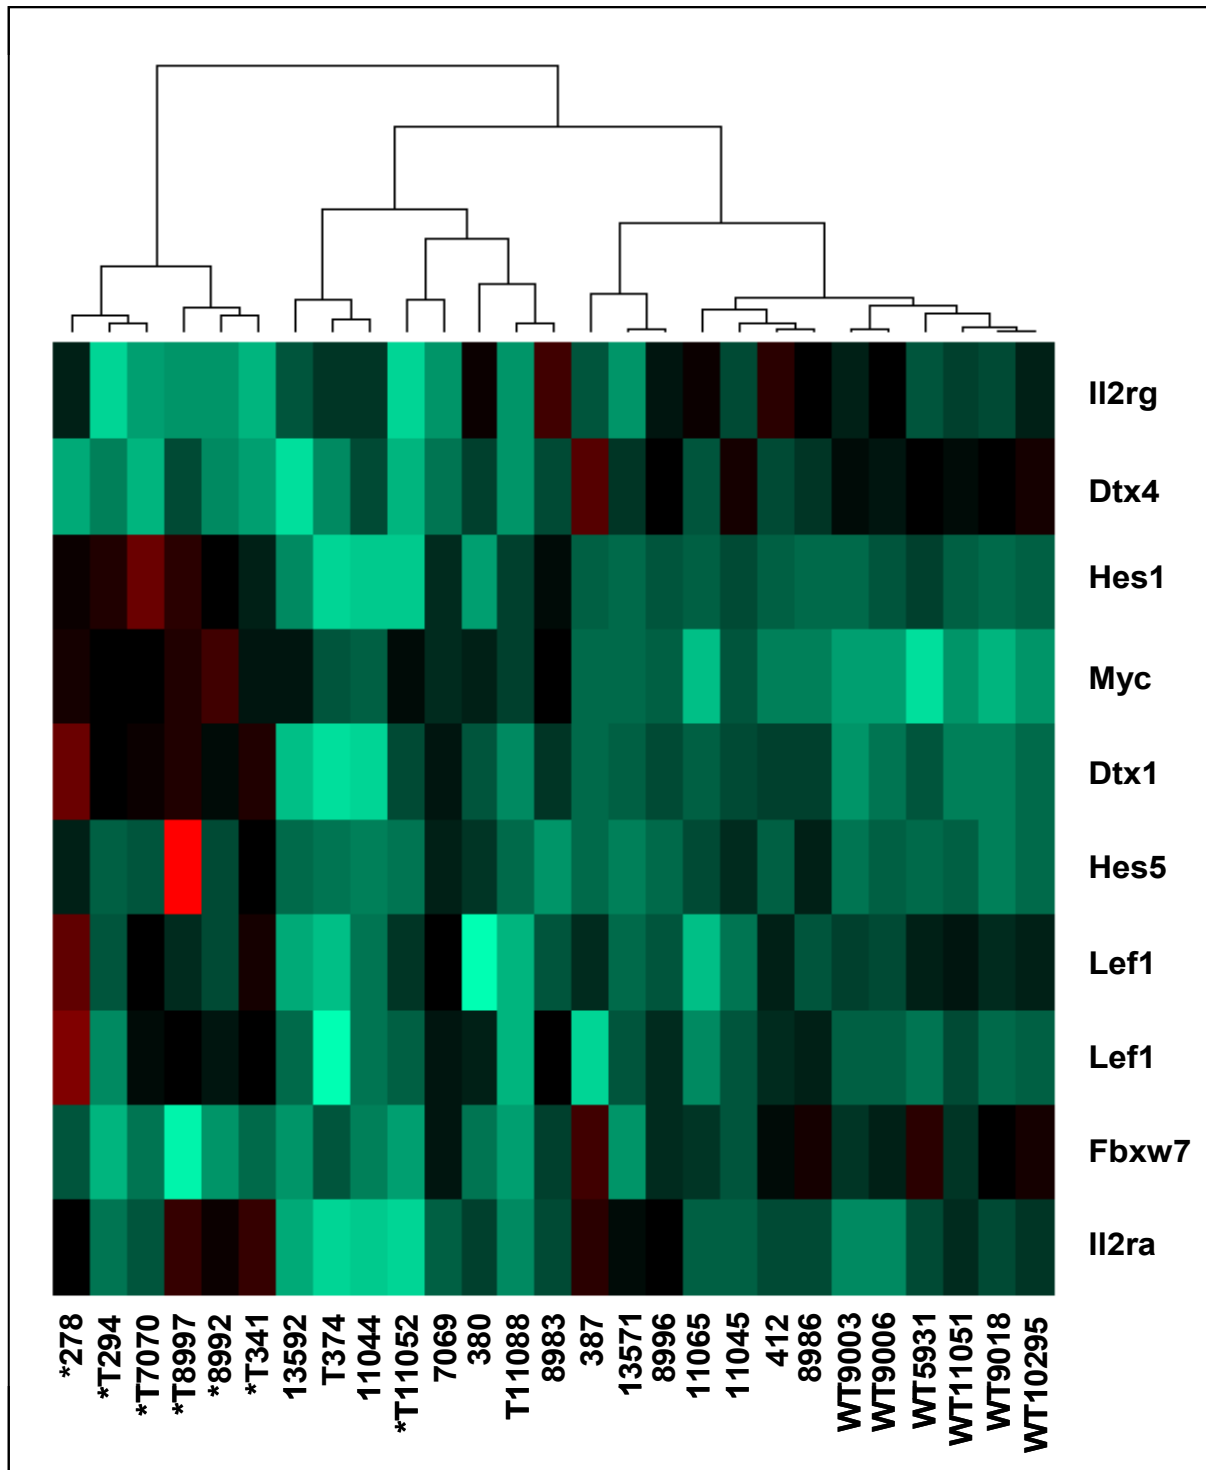 Il2rg
Dtx4
Hes1
Myc
Dtx1
Hes5
Lef1
Lef1
Fbxw7
Il2ra
*278
*T294
*T7070
*T8997
*8992
*T341
13592
T374
11044
*T11052
7069
380
T11088
8983
387
13571
8996
11065
11045
412
8986
WT9003
WT9006
WT5931
WT11051
WT9018
WT10295